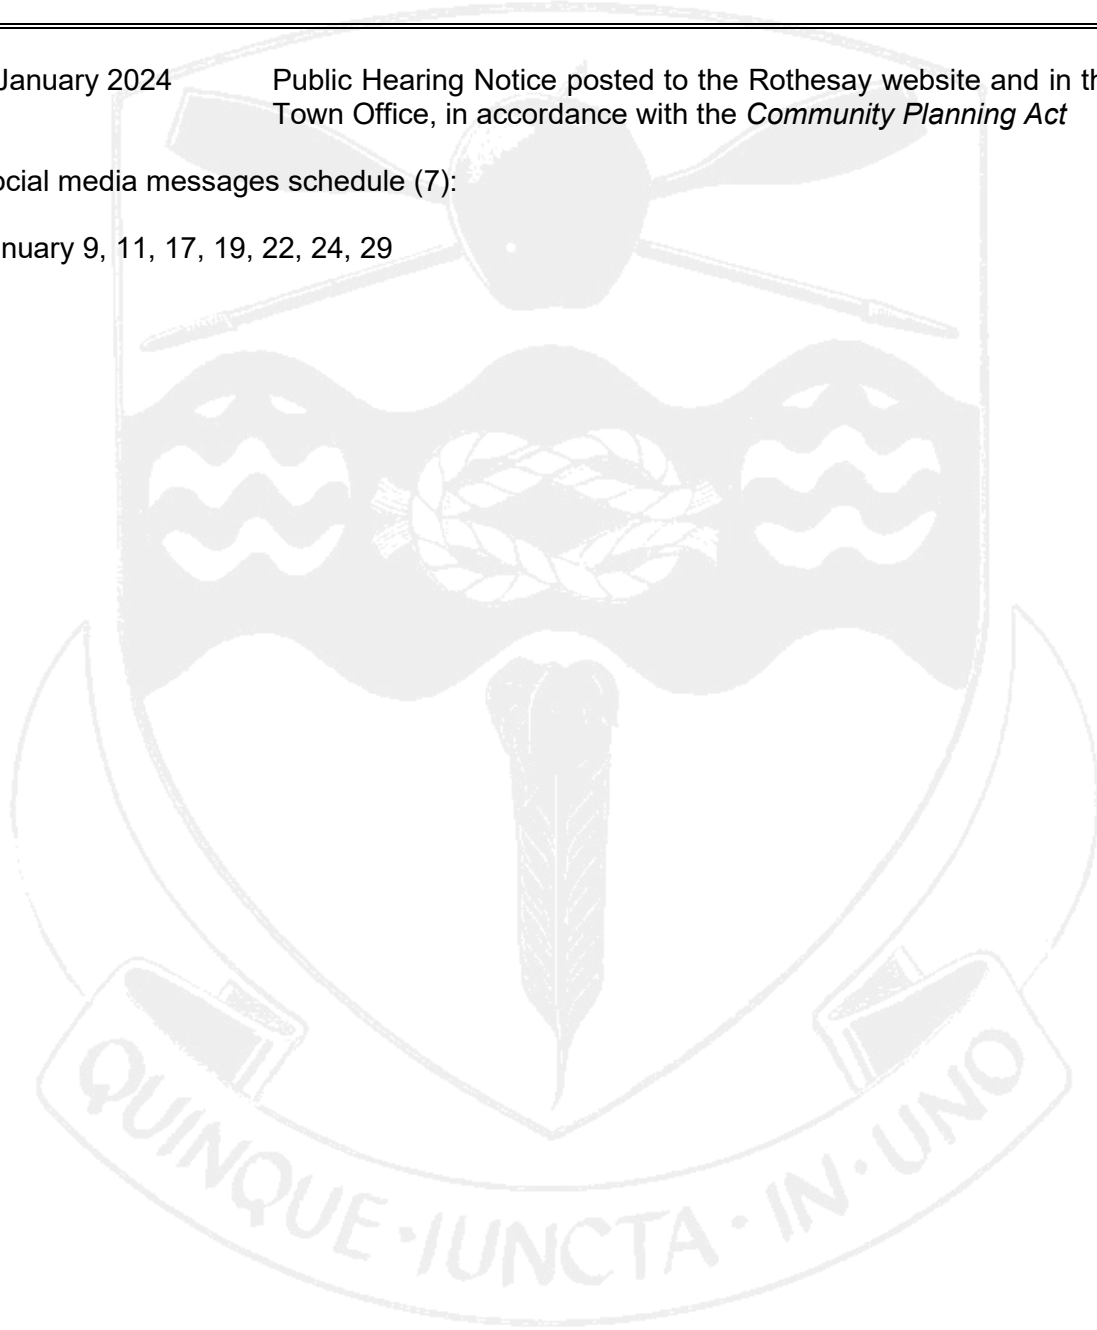 January 2024 Public Hearing Notice posted to the Rothesay website and in th
Town Office, in accordance with the Community Planning Act
ocial media messages schedule (7):
nuary 9, 11, 17, 19, 22, 24, 29
QUINQUE · IUNCTA · IN · UNO